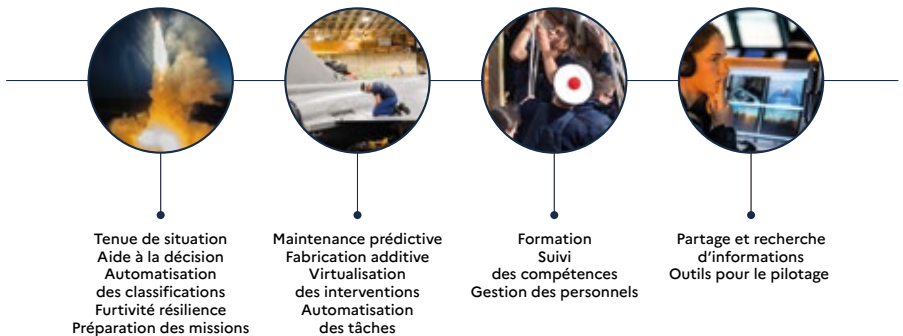 Tenue de situation
Aide à la décision
Automatisation
des classifications
Furtivité résilience
Préparation des missions
Maintenance prédictive
Fabrication additive
Virtualisation
des interventions
Automatisation
des tâches
Formation
Suivi
des compétences
Gestion des personnels
Partage et recherche
d'informations
Outils pour le pilotage